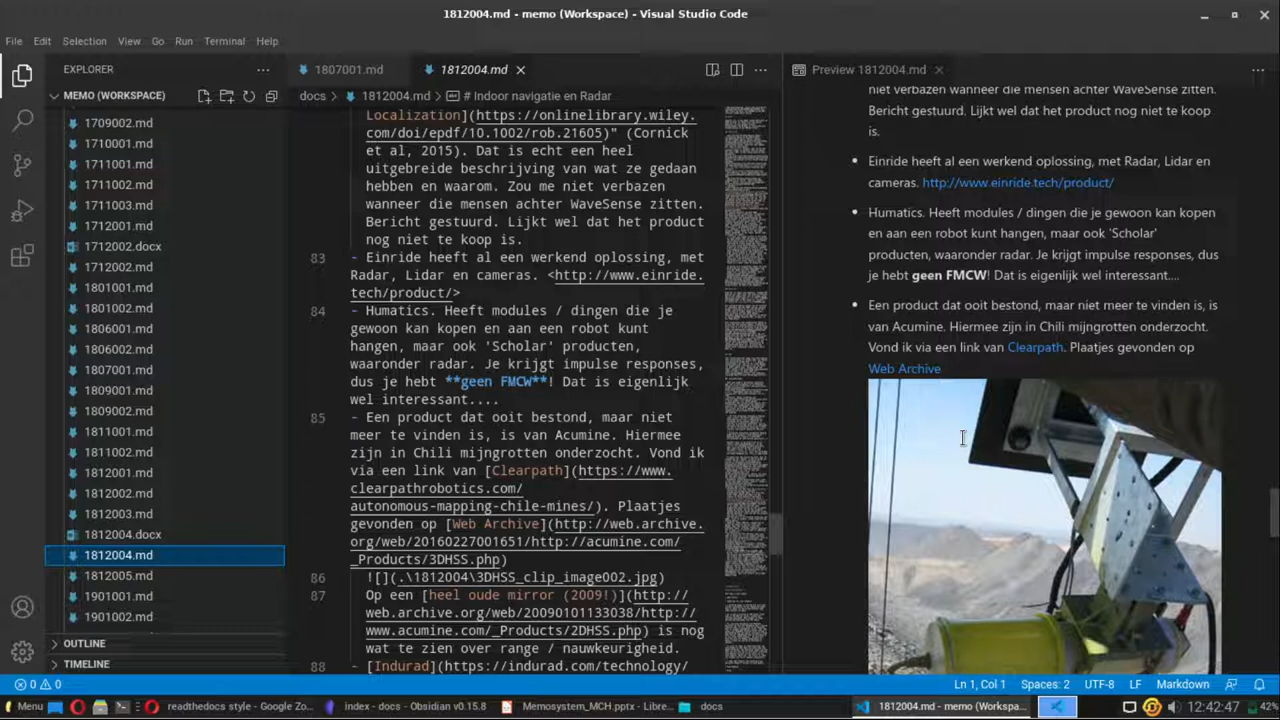 1812004.md - memo (Workspace) - Visual Studio Code
File Edit Selection View Go Run Terminal Help
EXPLORER
MEMO (WORKSPACE)
1709002.md
1710001.md
1711001.md
1711002.md
1711003.md
1712001.md
1712002.docx
1712002.md
1801001.md
1801002.md
1806001.md
1806002.md
1807001.md
1809001.md
1809002.md
1811001.md
1811002.md
1812001.md
1812002.md
1812003.md
1812004.docx
1812004.md
1812005.md
1901001.md
1901002.md
OUTLINE
TIMELINE
1807001.md 1812004.md
docs > 1812004.md > # Indoor navigatie en Radar
Localization](https://onlinelibrary.wiley.
com/doi/epdf/10.1002/rob.21605)" (Cornick
et al, 2015). Dat is echt een heel
uitgebreide beschrijving van wat ze gedaan
hebben en waarom. Zou me niet verbazen
wanneer die mensen achter WaveSense zitten.
Bericht gestuurd. Lijkt wel dat het product
nog niet te koop is.
83 - Einride heeft al een werkend oplossing, met
Radar, Lidar en cameras. <http://www.einride.
tech/product/>
84 - Humatics. Heeft modules / dingen die je
gewoon kan kopen en aan een robot kunt
hangen, maar ook 'Scholar' producten,
waaronder radar. Je krijgt impulse responses,
dus je hebt **geen FMCW**! Dat is eigenlijk
wel interessant....
85 - Een product dat ooit bestond, maar niet
meer te vinden is, is van Acumine. Hiermee
zijn in Chili mijngrotten onderzocht. Vond ik
via een link van [Clearpath](https://www.
clearpathrobotics.com/
autonomous-mapping-chile-mines/). Plaatjes
gevonden op [Web Archive](http://web.archive.
org/web/20160227001651/http://acumine.com/
_Products/3DHSS.php)
86 ![](.\1812004\3DHSS_clip_image002.jpg)
87 Op een [heel oude mirror (2009!)](http://
web.archive.org/web/20090101133038/http://
www.acumine.com/_Products/2DHSS.php) is nog
wat te zien over range / nauwkeurigheid.
88 - [Indurad](https://indurad.com/technology/
Preview 1812004.md
niet verbazen wanneer die mensen achter WaveSense zitten.
Bericht gestuurd. Lijkt wel dat het product nog niet te koop
is.
• Einride heeft al een werkend oplossing, met Radar, Lidar en
cameras. http://www.einride.tech/product/
• Humatics. Heeft modules / dingen die je gewoon kan kopen
en aan een robot kunt hangen, maar ook 'Scholar'
producten, waaronder radar. Je krijgt impulse responses, dus
je hebt geen FMCW! Dat is eigenlijk wel interessant....
• Een product dat ooit bestond, maar niet meer te vinden is, is
van Acumine. Hiermee zijn in Chili mijngrotten onderzocht.
Vond ik via een link van Clearpath. Plaatjes gevonden op
Web Archive
0 0 Ln 1, Col 1 Spaces: 2 UTF-8 LF Markdown
Menu readthedocs style - Google Zo... index - docs - Obsidian v0.15.8 Memosystem_MCH.pptx - Libre... docs 1812004.md - memo (Workspa... 12:42:47 42%